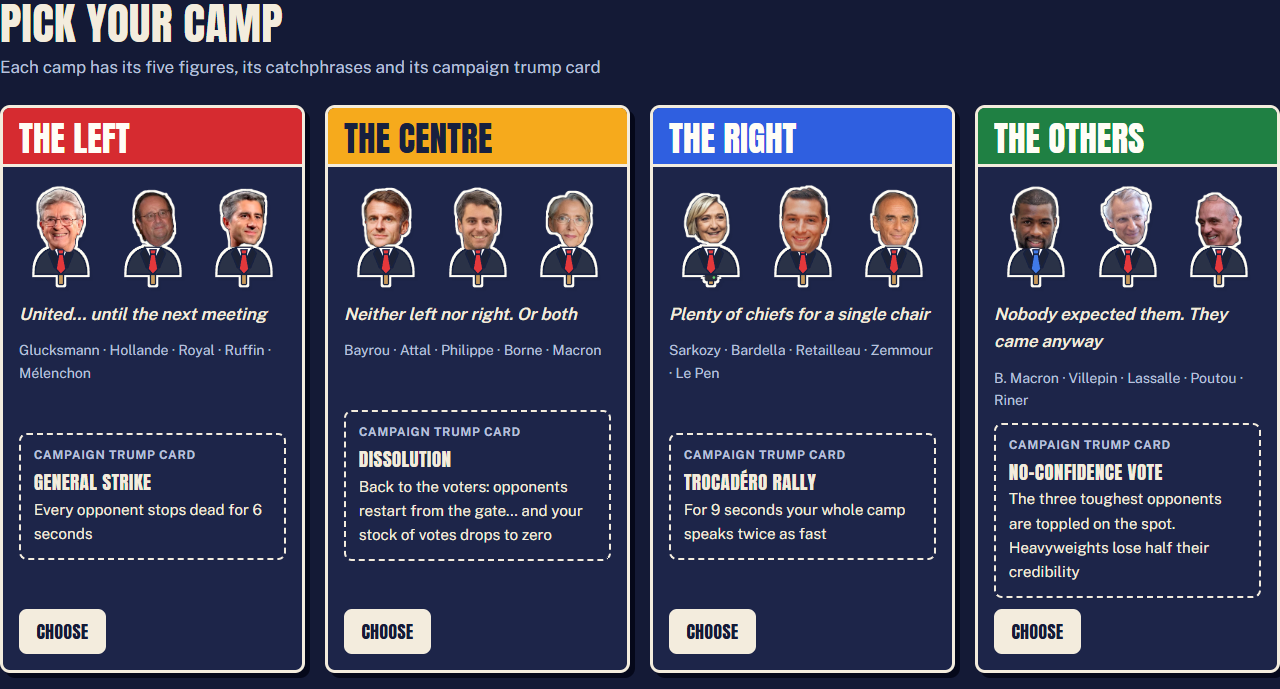 PICK YOUR CAMP
Each camp has its five figures, its catchphrases and its campaign trump card
THE LEFT
United... until the next meeting
Glucksmann · Hollande · Royal · Ruffin ·
Mélenchon
CAMPAIGN TRUMP CARD
GENERAL STRIKE
Every opponent stops dead for 6
seconds
CHOOSE
THE CENTRE
Neither left nor right. Or both
Bayrou · Attal · Philippe · Borne · Macron
CAMPAIGN TRUMP CARD
DISSOLUTION
Back to the voters: opponents
restart from the gate... and your
stock of votes drops to zero
CHOOSE
THE RIGHT
Plenty of chiefs for a single chair
Sarkozy · Bardella · Retailleau · Zemmour
· Le Pen
CAMPAIGN TRUMP CARD
TROCADÉRO RALLY
For 9 seconds your whole camp
speaks twice as fast
CHOOSE
THE OTHERS
Nobody expected them. They
came anyway
B. Macron · Villepin · Lassalle · Poutou ·
Riner
CAMPAIGN TRUMP CARD
NO-CONFIDENCE VOTE
The three toughest opponents
are toppled on the spot.
Heavyweights lose half their
credibility
CHOOSE